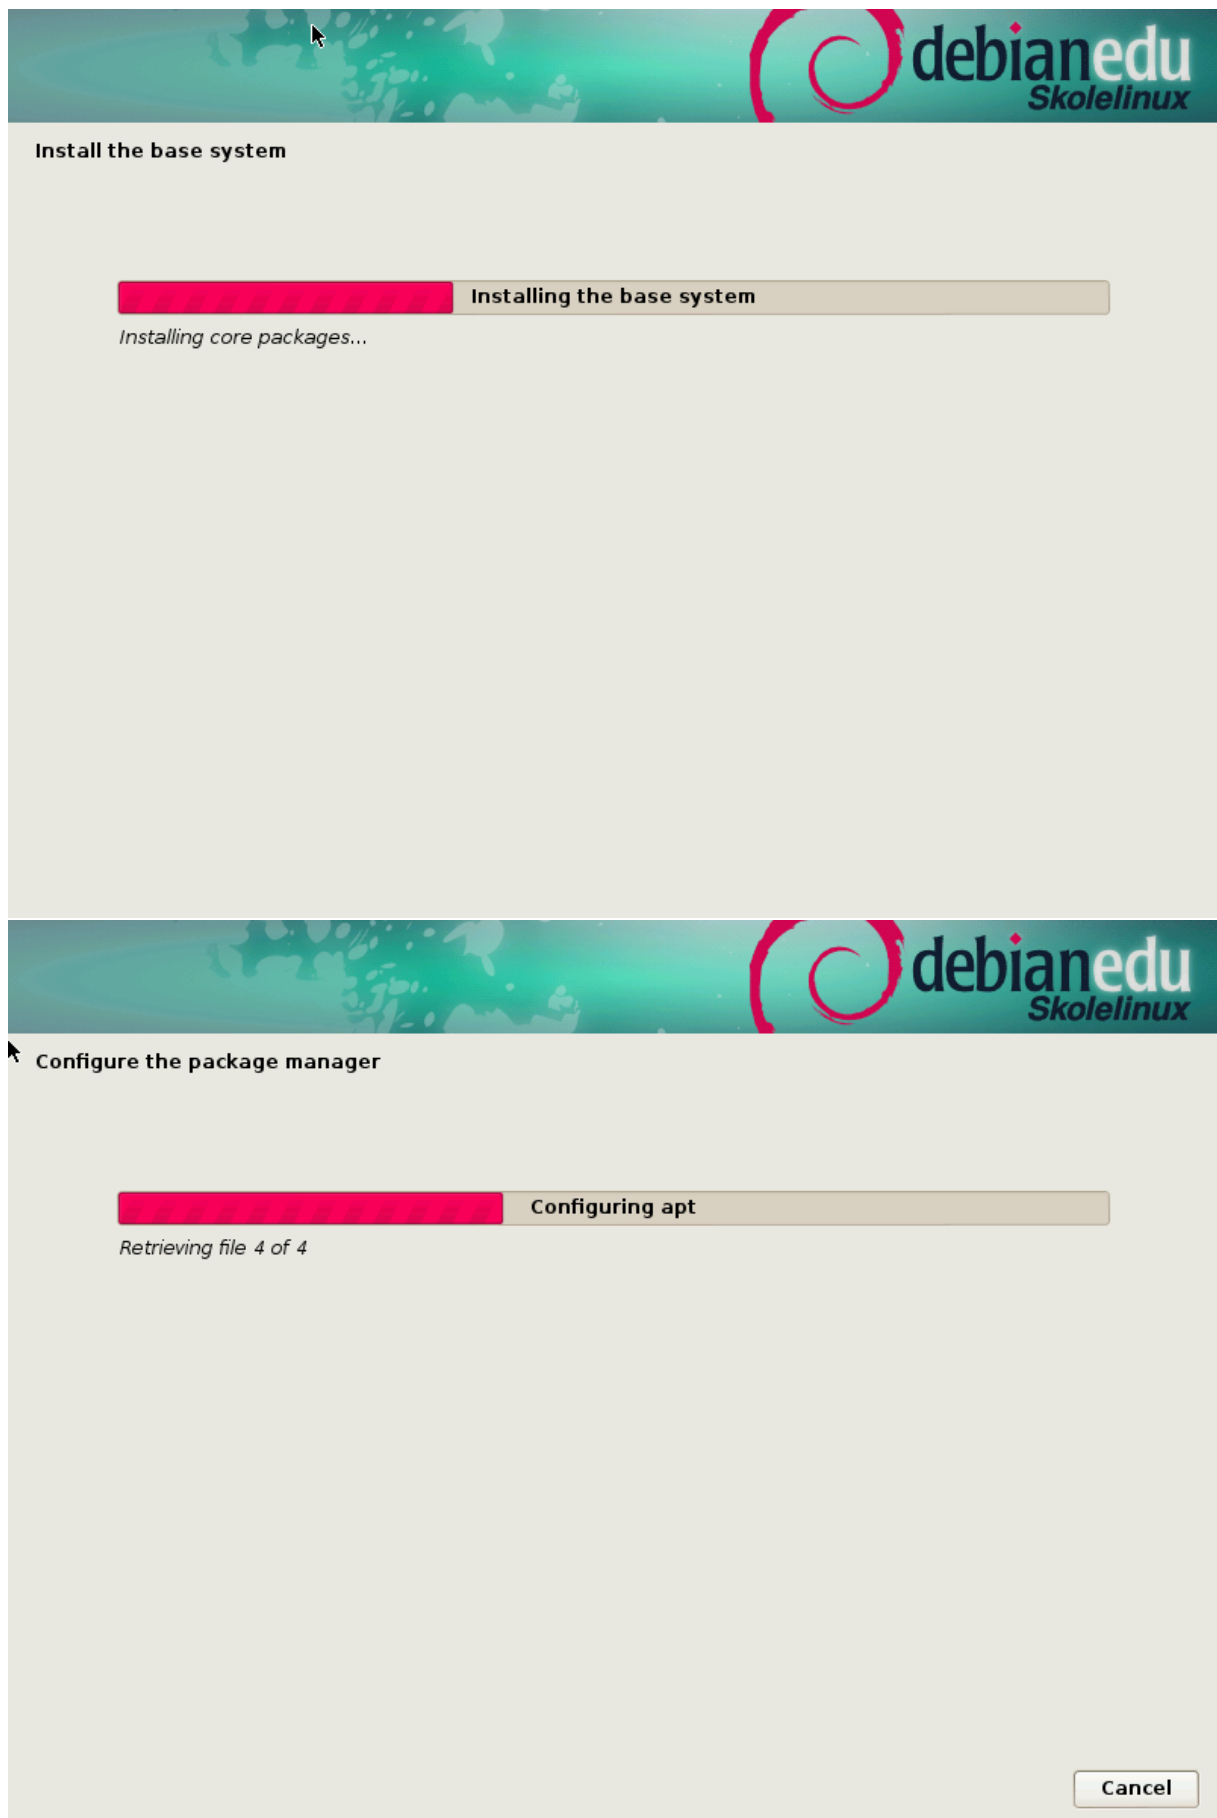 debianedu
Skolelinux
Install the base system
Installing the base system
Installing core packages...
debianedu
Skolelinux
Configure the package manager
Configuring apt
Retrieving file 4 of 4
Cancel